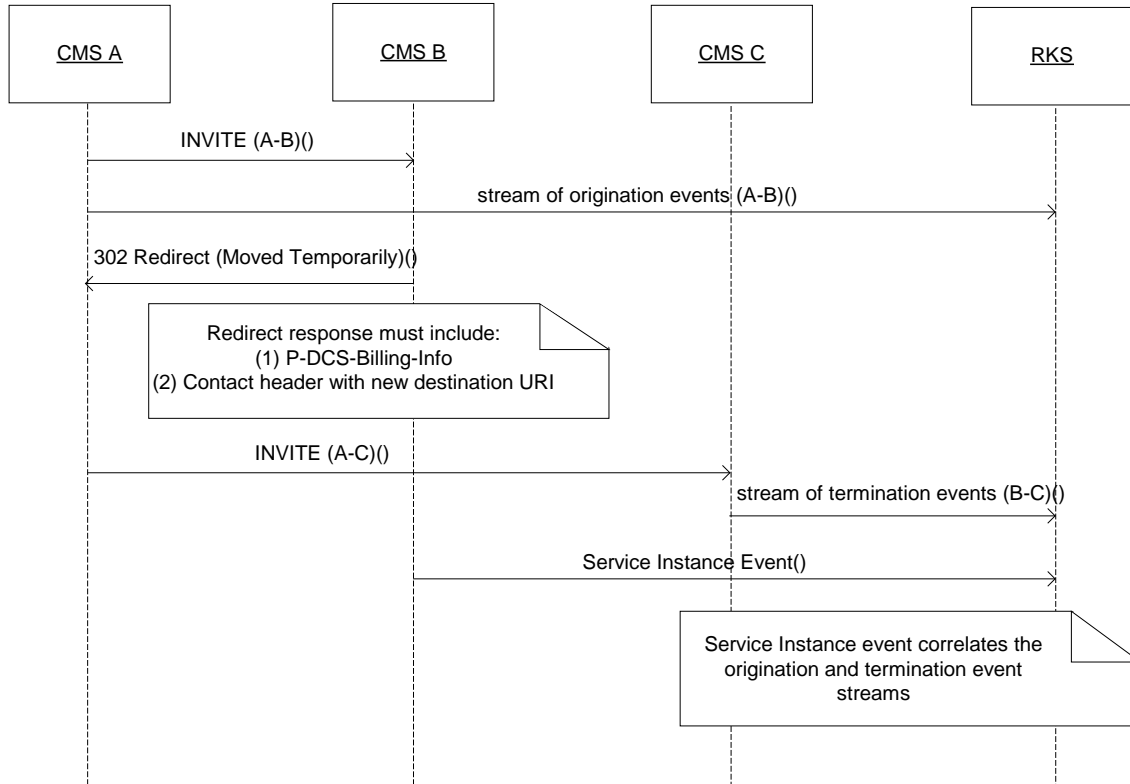 CMS A
CMS B
CMS C
RKS
INVITE (A-B)()
stream of origination events (A-B)()
302 Redirect (Moved Temporarily)()
Redirect response must include:
(1) P-DCS-Billing-Info
(2) Contact header with new destination URI
INVITE (A-C)()
stream of termination events (B-C)()
Service Instance Event()
Service Instance event correlates the
origination and termination event
streams